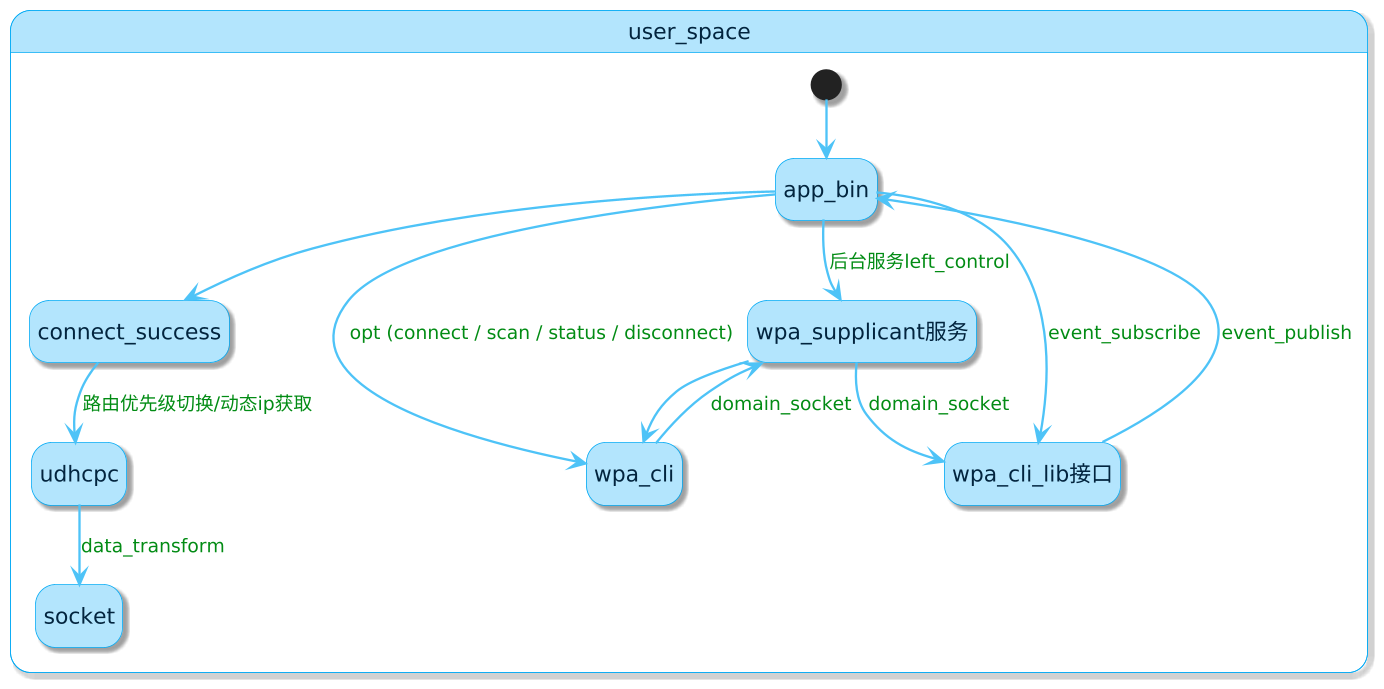 user_space
app_bin
后台服务left_control
connect_success
opt (connect / scan / status / disconnect)
wpa_supplicant服务
event_subscribe
event_publish
路由优先级切换/动态ip获取
domain_socket
domain_socket
udhcpc
wpa_cli
wpa_cli_lib接口
data_transform
socket